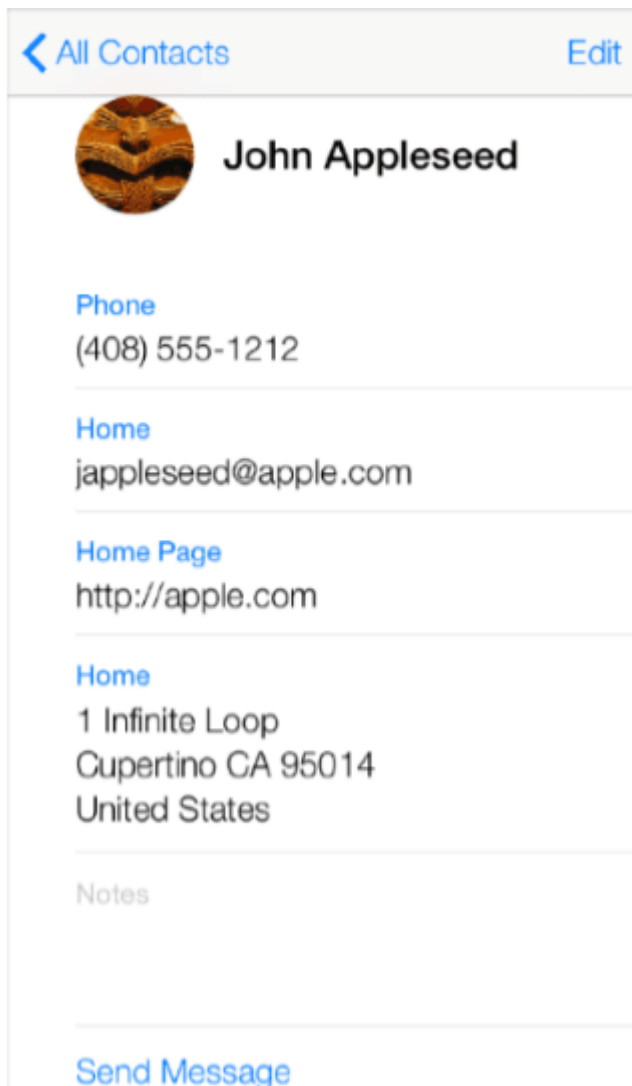 All Contacts
Edit
John Appleseed
Phone
(408) 555-1212
Home
jappleseed@apple.com
Home Page
http://apple.com
Home
1 Infinite Loop
Cupertino CA 95014
United States
Notes
Send Message